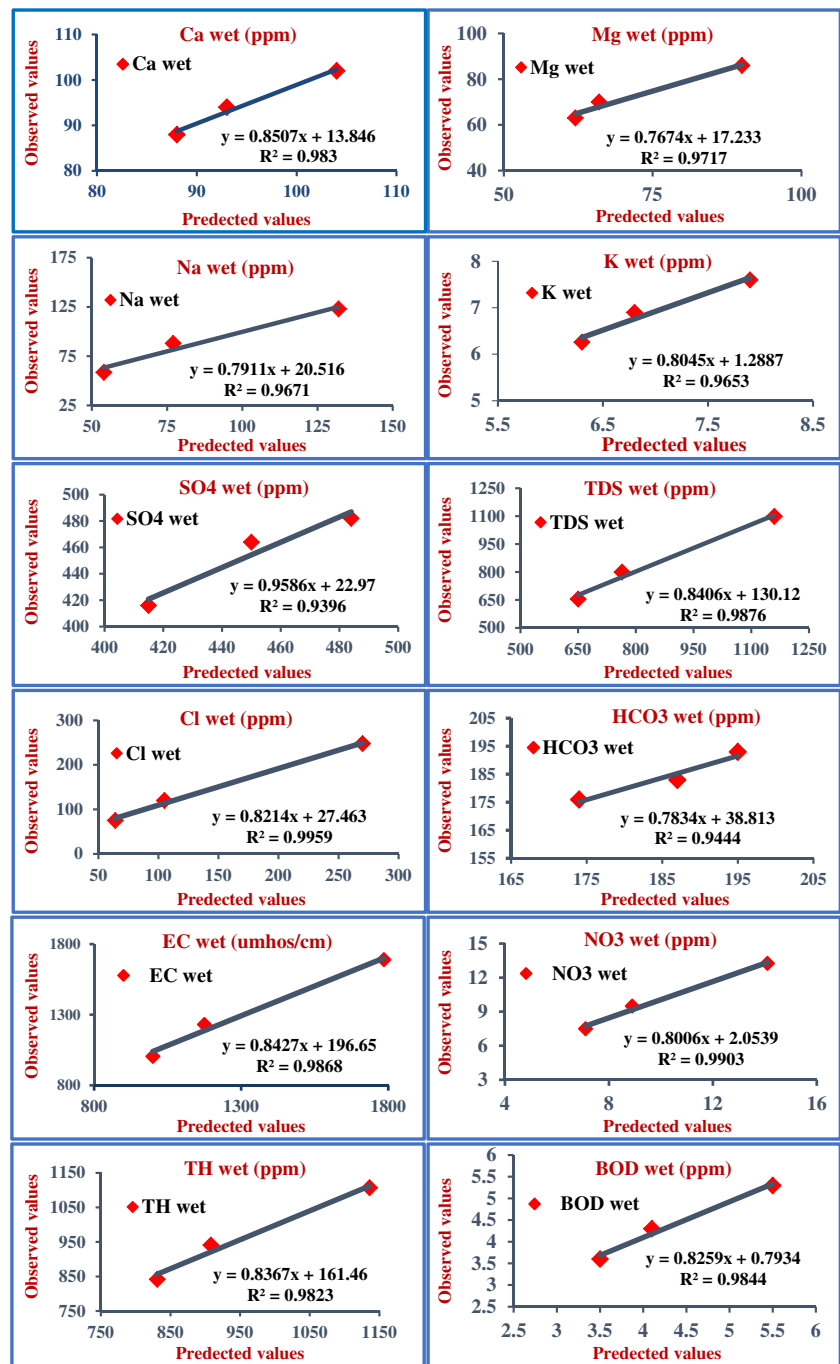 Ca wet (ppm)
Ca wet
Observed values
110
100
90
80
y = 0.8507x + 13.846
R² = 0.983
80 90 100 110
Predected values
Mg wet (ppm)
Mg wet
Observed values
100
80
60
40
y = 0.7674x + 17.233
R² = 0.9717
50 75 100
Predected values
Na wet (ppm)
Na wet
Observed values
175
125
75
25
y = 0.7911x + 20.516
R² = 0.9671
50 75 100 125 150
Predected values
K wet (ppm)
K wet
Observed values
8
7
6
5
y = 0.8045x + 1.2887
R² = 0.9653
5.5 6.5 7.5 8.5
Predected values
SO4 wet (ppm)
SO4 wet
Observed values
500
480
460
440
420
400
y = 0.9586x + 22.97
R² = 0.9396
400 420 440 460 480 500
Predected values
TDS wet (ppm)
TDS wet
Observed values
1250
1100
950
800
650
500
y = 0.8406x + 130.12
R² = 0.9876
500 650 800 950 1100 1250
Predected values
Cl wet (ppm)
Cl wet
Observed values
300
200
100
0
y = 0.8214x + 27.463
R² = 0.9959
50 100 150 200 250 300
Predected values
HCO3 wet (ppm)
HCO3 wet
Observed values
205
195
185
175
165
155
y = 0.7834x + 38.813
R² = 0.9444
165 175 185 195 205
Predected values
EC wet (umhos/cm)
EC wet
Observed values
1800
1300
800
y = 0.8427x + 196.65
R² = 0.9868
800 1300 1800
Predected values
NO3 wet (ppm)
NO3 wet
Observed values
15
12
9
6
3
y = 0.8006x + 2.0539
R² = 0.9903
4 8 12 16
Predected values
TH wet (ppm)
TH wet
Observed values
1150
1050
950
850
750
y = 0.8367x + 161.46
R² = 0.9823
750 850 950 1050 1150
Predected values
BOD wet (ppm)
BOD wet
Observed values
6
5.5
5
4.5
4
3.5
3
2.5
y = 0.8259x + 0.7934
R² = 0.9844
2.5 3 3.5 4 4.5 5 5.5 6
Predected values